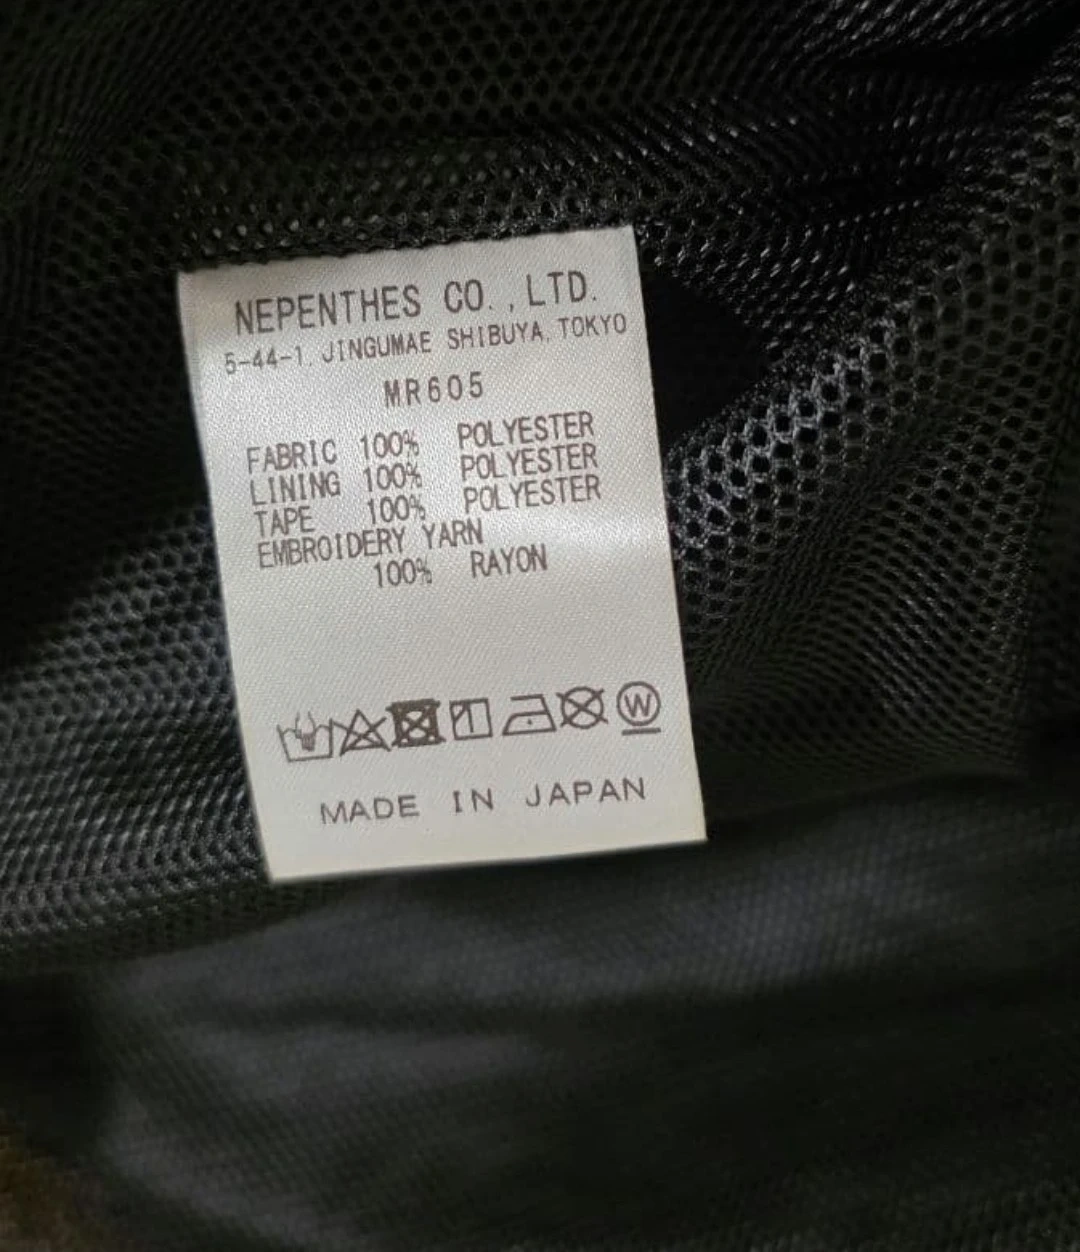 NEPENTHES CO., LTD.
5-44-1, JINGUMAE SHIBUYA, TOKYO
MR605
FABRIC 100% POLYESTER
LINING 100% POLYESTER
TAPE 100% POLYESTER
EMBROIDERY YARN
100% RAYON
W
MADE IN JAPAN